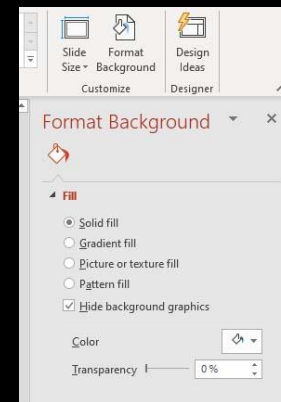 Slide Format Design
Size Background Ideas
Customize Designer
Format Background
Fill
Solid fill
Gradient fill
Picture or texture fill
Pattern fill
Hide background graphics
Color
Transparency 0%